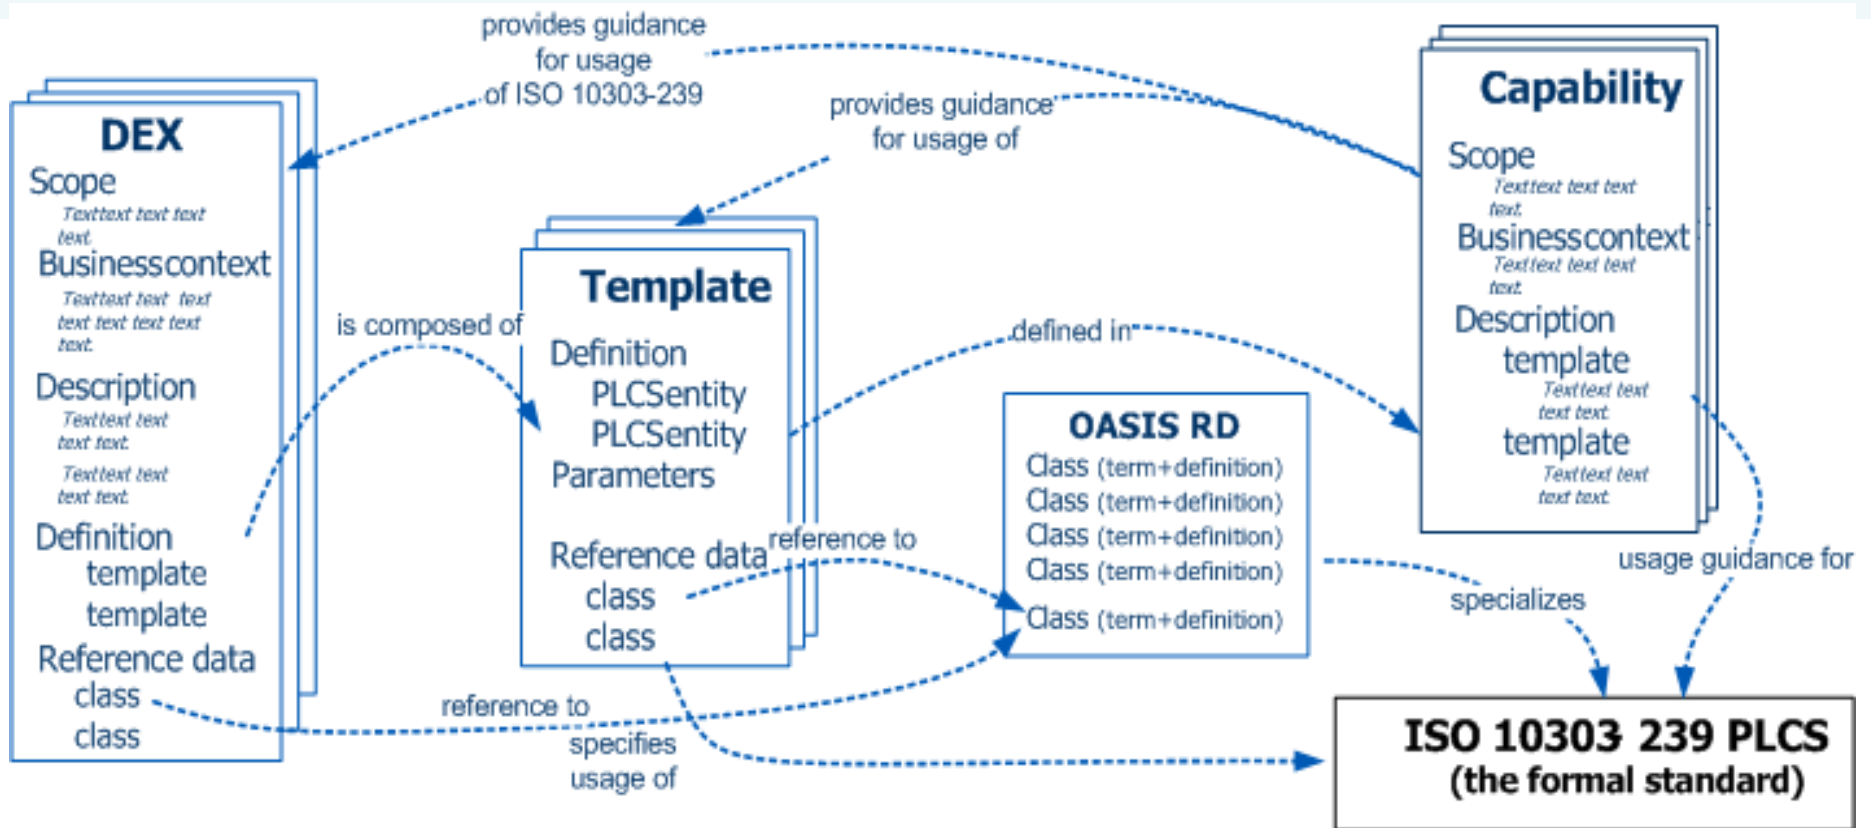 provides guidance
for usage
of ISO 10303-239
provides guidance
for usage of
DEX
Scope
Texttext text text
text.
Businesscontext
Texttext text text
text text text text
text.
Description
Texttext text
text text.
Texttext text
text text.
Definition
template
template
Reference data
class
class
is composed of
Template
Definition
PLCSentity
PLCSentity
Parameters
Reference data
class
class
defined in
reference to
reference to
specifies
usage of
OASIS RD
Class (term+definition)
Class (term+definition)
Class (term+definition)
Class (term+definition)
Class (term+definition)
Capability
Scope
Texttext text text
text.
Businesscontext
Texttext text text
text.
Description
template
Texttext text
text text.
template
Texttext text
text text.
usage guidance for
specializes
ISO 10303 239 PLCS
(the formal standard)